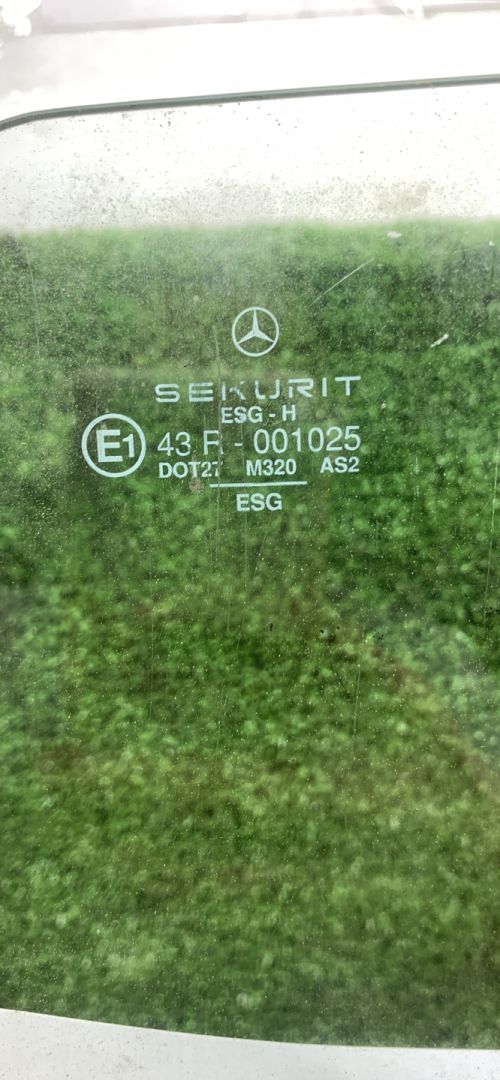 SEKURIT
ESG - H
E1 43 R - 001025
DOT27 M320 AS2
ESG